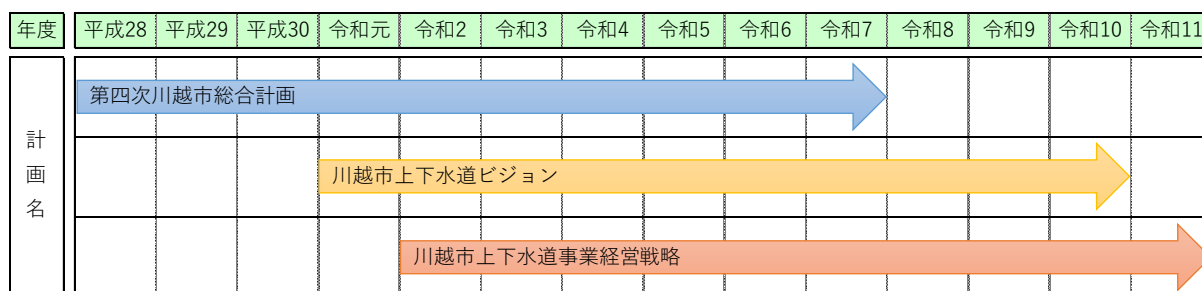 年度 平成28 平成29 平成30 令和元 令和2 令和3 令和4 令和5 令和6 令和7 令和8 令和9 令和10 令和11
計画名
第四次川越市総合計画
川越市上下水道ビジョン
川越市上下水道事業経営戦略